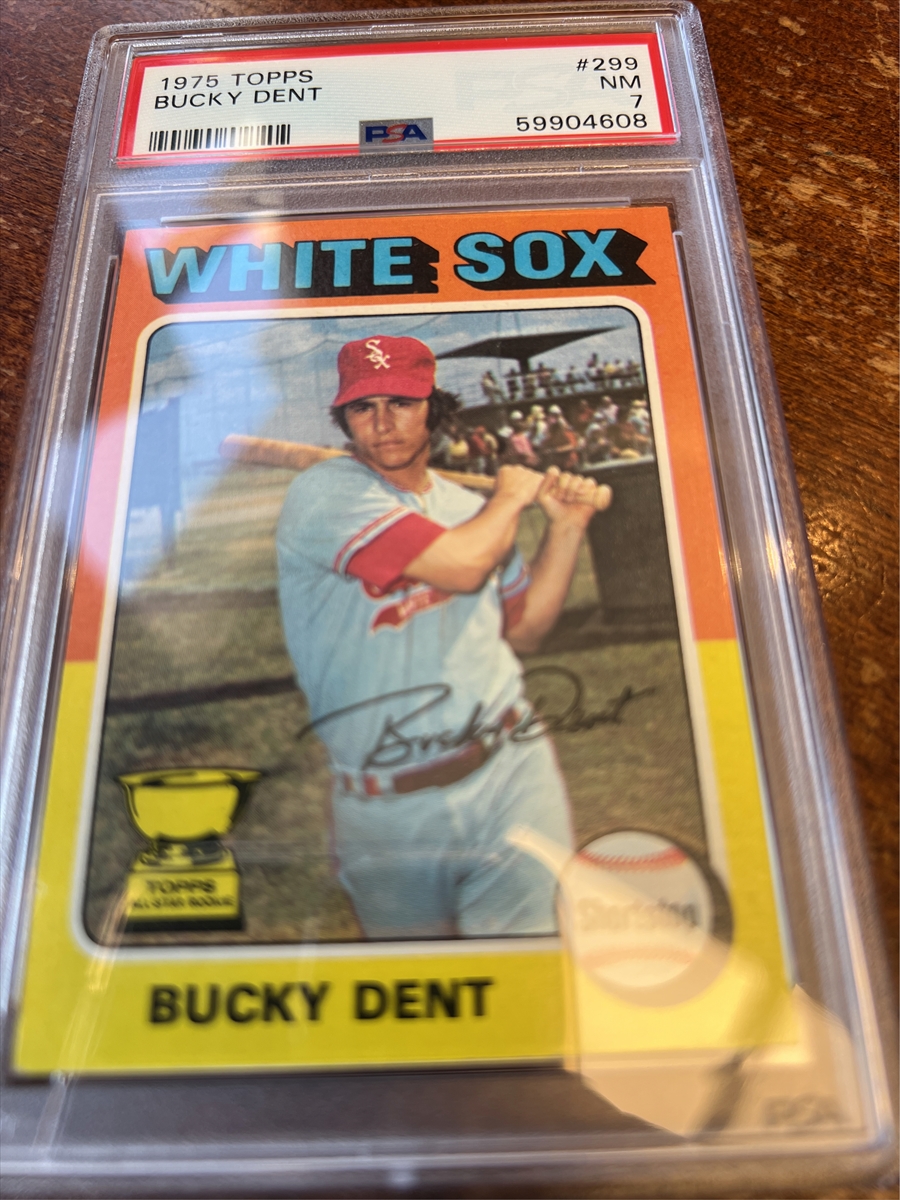 1975 TOPPS #299
BUCKY DENT NM
7
PSA 59904608
WHITE SOX
SOX
Bucky Dent
TOPPS
ALL-STAR ROOKIE
Shortstop
BUCKY DENT
PSA